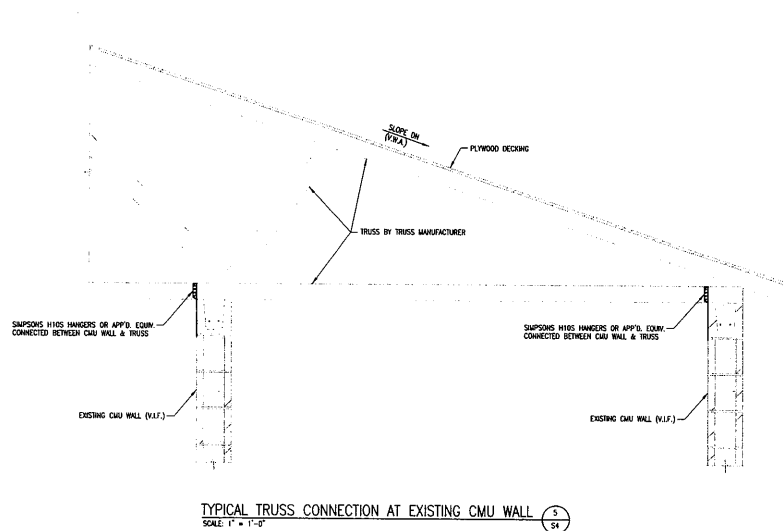 SLOPE DN
(V.W.A.)
PLYWOOD DECKING
TRUSS BY TRUSS MANUFACTURER
SIMPSONS H10S HANGERS OR APP'D. EQUIV.
CONNECTED BETWEEN CMU WALL & TRUSS
SIMPSONS H10S HANGERS OR APP'D. EQUIV.
CONNECTED BETWEEN CMU WALL & TRUSS
EXISTING CMU WALL (V.I.F.)
EXISTING CMU WALL (V.I.F.)
TYPICAL TRUSS CONNECTION AT EXISTING CMU WALL
SCALE: 1" = 1'-0"
5
S4